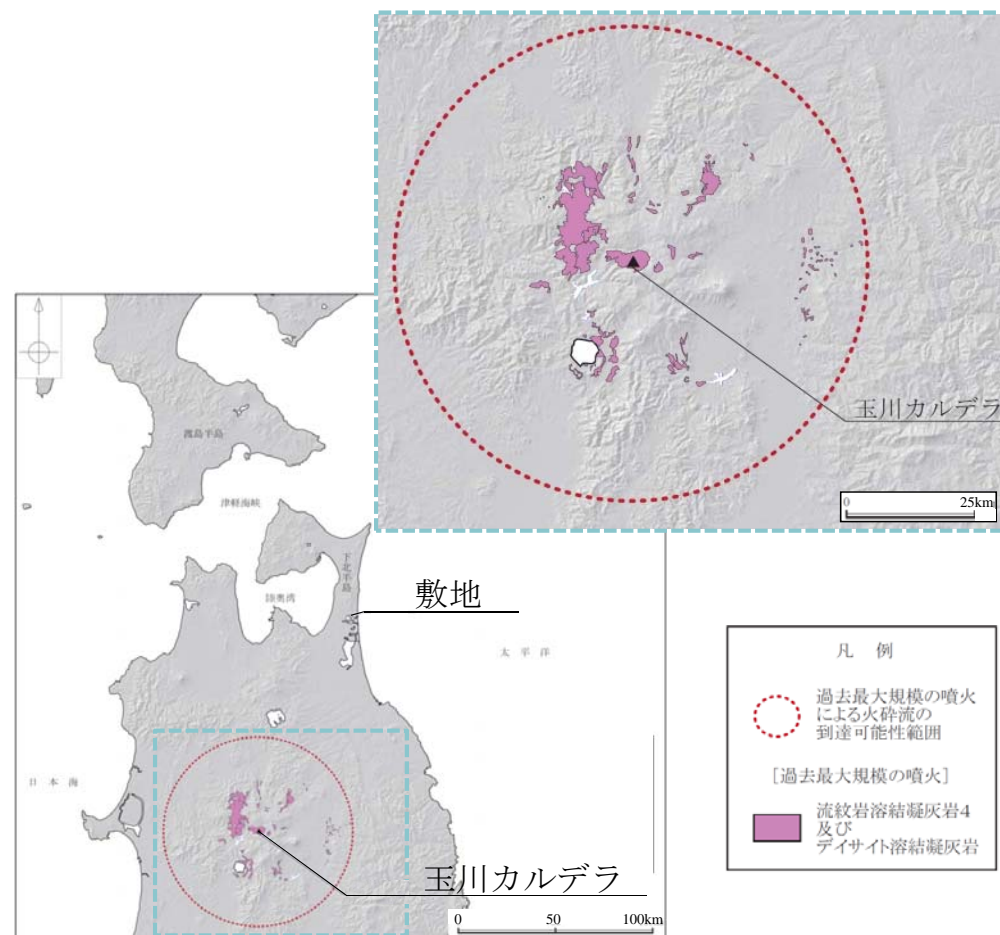 玉川カルデラ
0 25km
渡島半島
津軽海峡
下北半島
陸奥湾
敷地
太平洋
日本海
玉川カルデラ
0 50 100km
凡 例
過去最大規模の噴火
による火砕流の
到達可能性範囲
[過去最大規模の噴火]
流紋岩溶結凝灰岩4
及び
デイサイト溶結凝灰岩